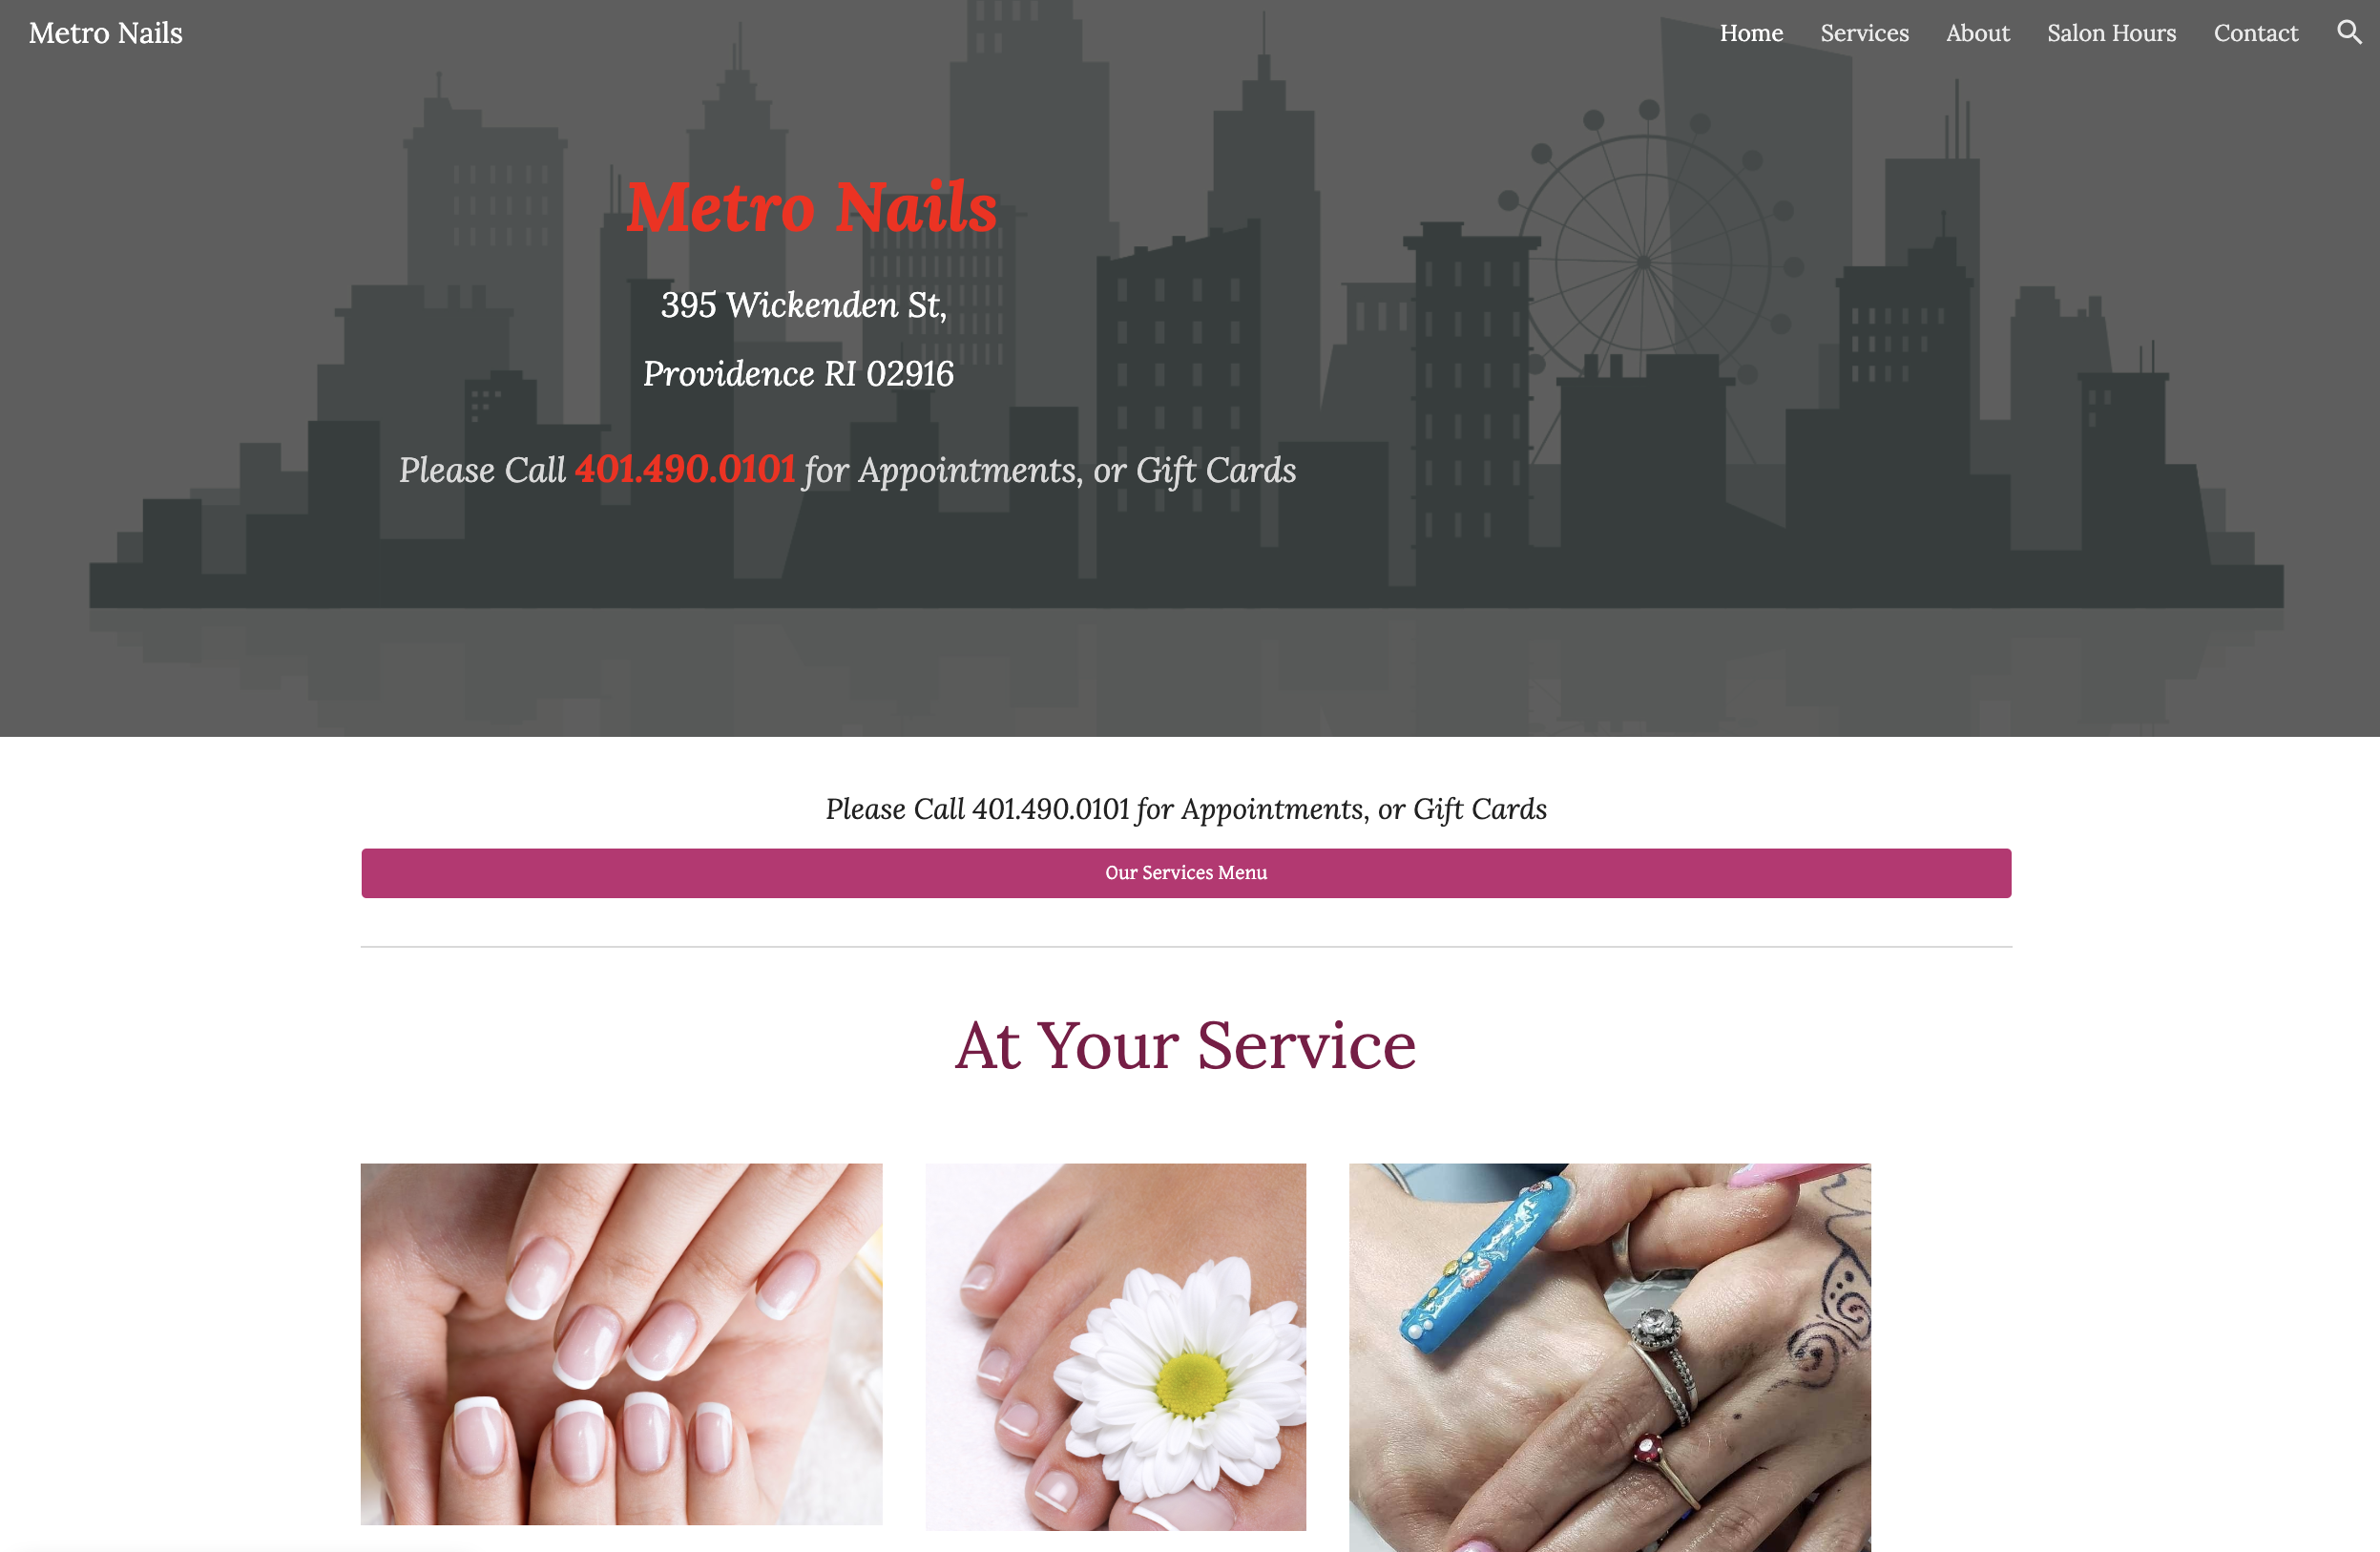 Metro Nails
Home Services About Salon Hours Contact
Metro Nails
395 Wickenden St,
Providence RI 02916
Please Call 401.490.0101 for Appointments, or Gift Cards
Please Call 401.490.0101 for Appointments, or Gift Cards
Our Services Menu
At Your Service